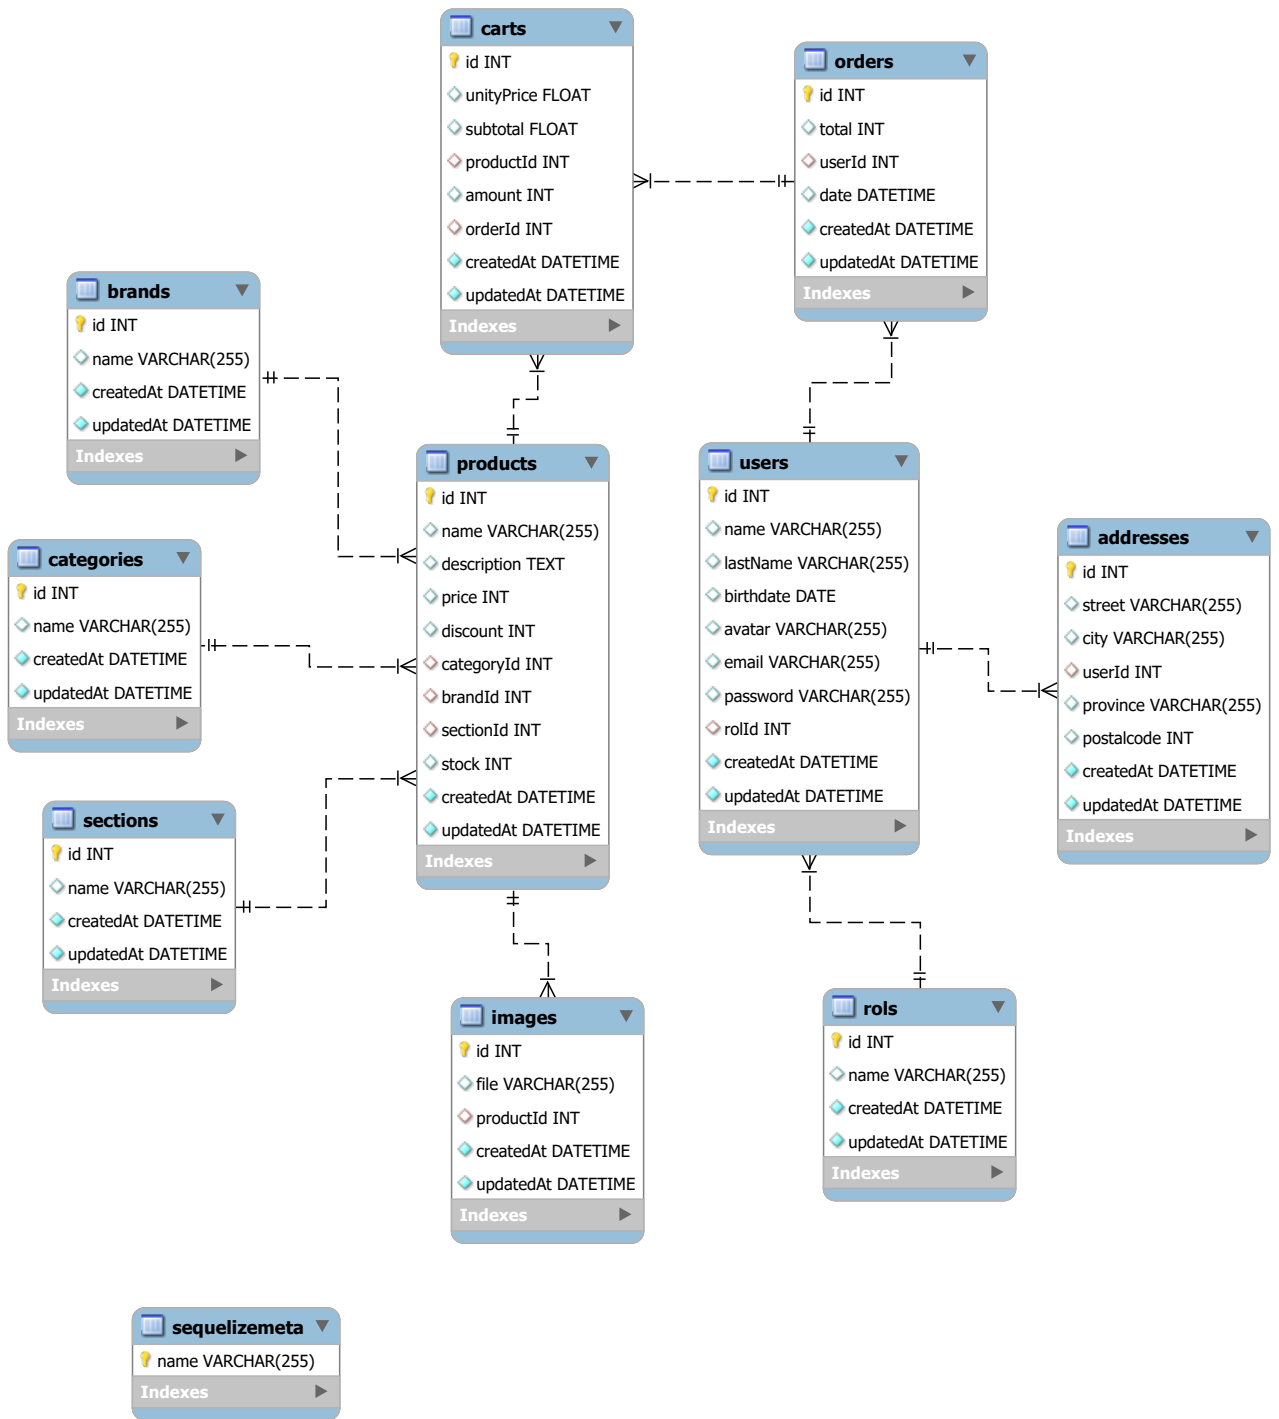 carts
id INT
unityPrice FLOAT
subtotal FLOAT
productId INT
amount INT
orderId INT
createdAt DATETIME
updatedAt DATETIME
Indexes
orders
id INT
total INT
userId INT
date DATETIME
createdAt DATETIME
updatedAt DATETIME
Indexes
brands
id INT
name VARCHAR(255)
createdAt DATETIME
updatedAt DATETIME
Indexes
products
id INT
name VARCHAR(255)
description TEXT
price INT
discount INT
categoryId INT
brandId INT
sectionId INT
stock INT
createdAt DATETIME
updatedAt DATETIME
Indexes
users
id INT
name VARCHAR(255)
lastName VARCHAR(255)
birthdate DATE
avatar VARCHAR(255)
email VARCHAR(255)
password VARCHAR(255)
rolId INT
createdAt DATETIME
updatedAt DATETIME
Indexes
addresses
id INT
street VARCHAR(255)
city VARCHAR(255)
userId INT
province VARCHAR(255)
postalcode INT
createdAt DATETIME
updatedAt DATETIME
Indexes
categories
id INT
name VARCHAR(255)
createdAt DATETIME
updatedAt DATETIME
Indexes
sections
id INT
name VARCHAR(255)
createdAt DATETIME
updatedAt DATETIME
Indexes
images
id INT
file VARCHAR(255)
productId INT
createdAt DATETIME
updatedAt DATETIME
Indexes
rols
id INT
name VARCHAR(255)
createdAt DATETIME
updatedAt DATETIME
Indexes
sequelizemeta
name VARCHAR(255)
Indexes